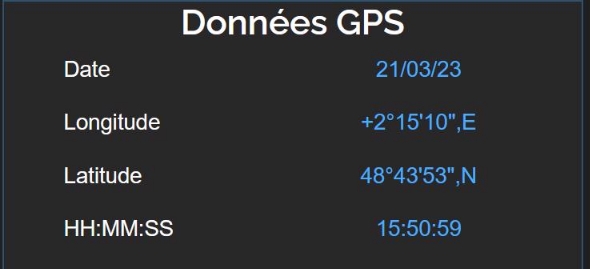 Données GPS
Date 21/03/23
Longitude +2°15'10",E
Latitude 48°43'53",N
HH:MM:SS 15:50:59